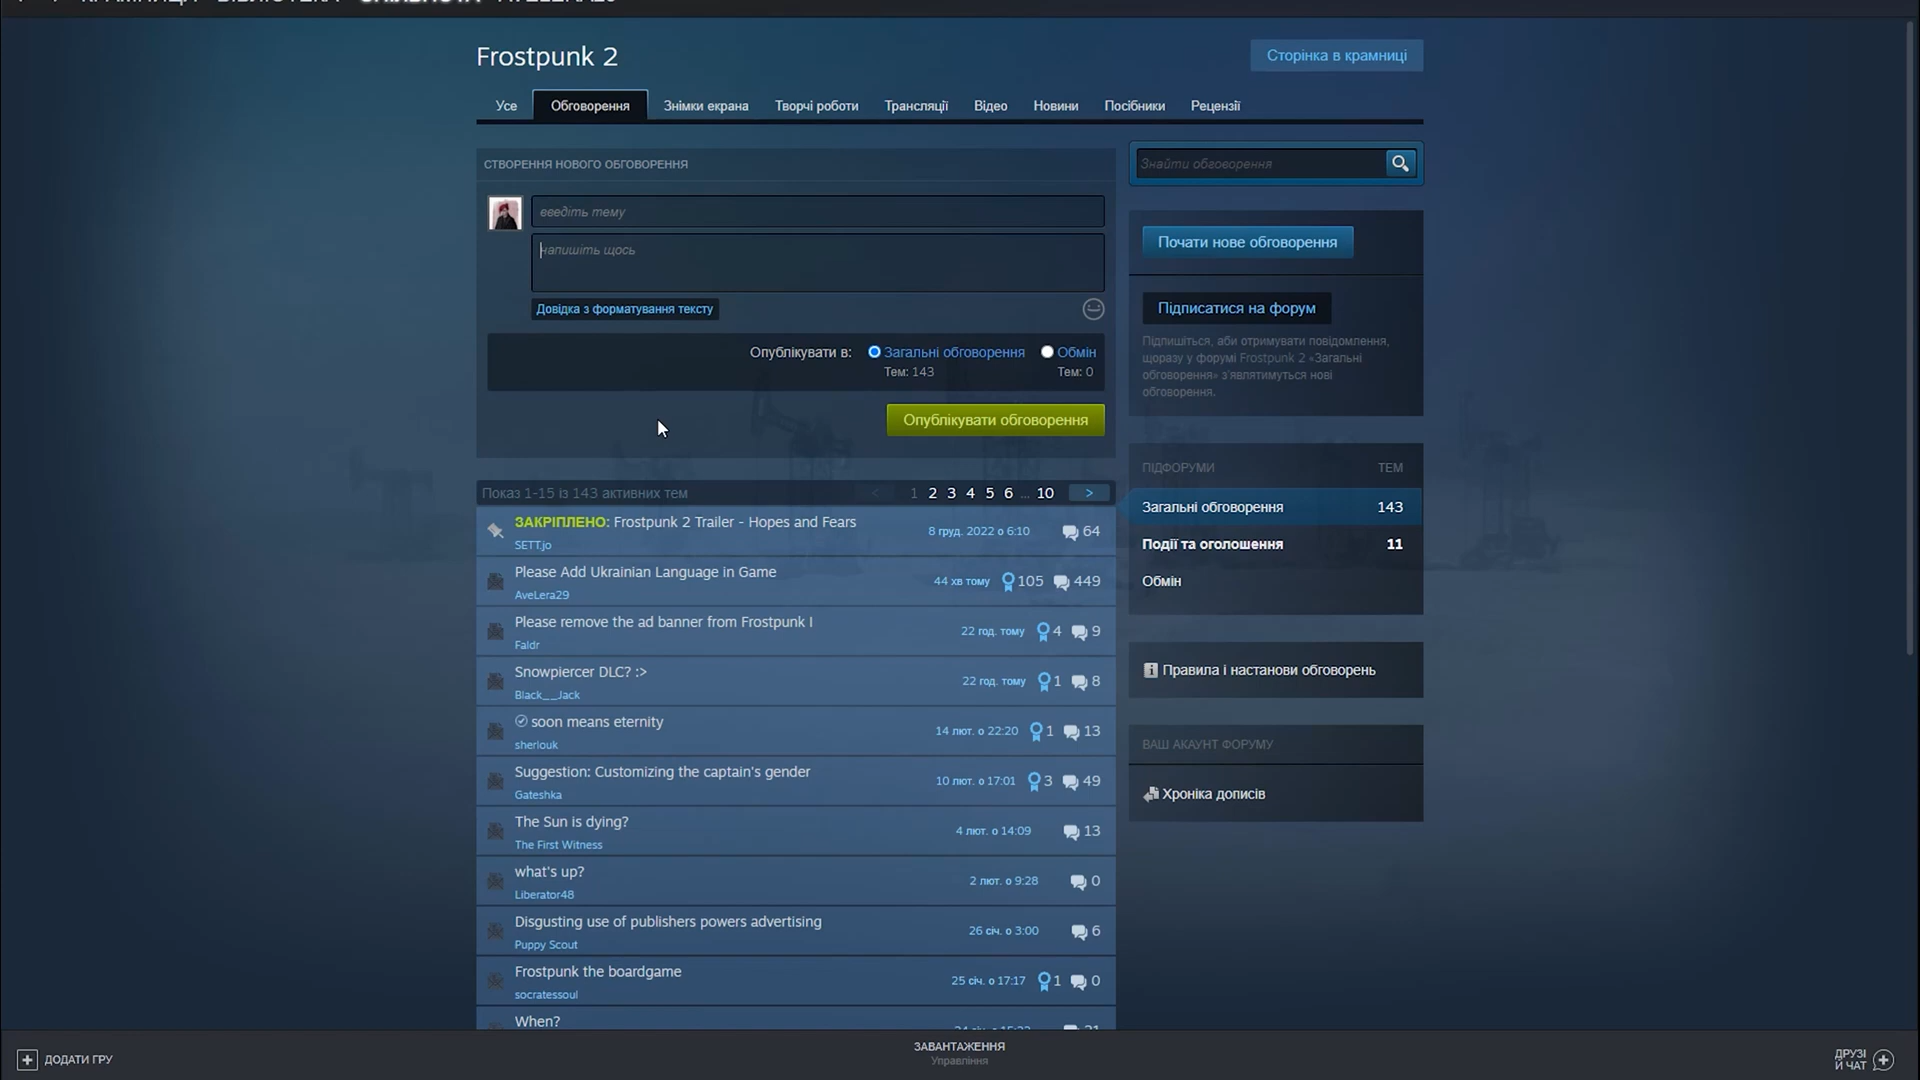 Frostpunk 2
Сторінка в крамниці
Усе Обговорення Знімки екрана Творчі роботи Трансляції Відео Новини Посібники Рецензії
СТВОРЕННЯ НОВОГО ОБГОВОРЕННЯ
введіть тему
напишіть щось
Довідка з форматування тексту
Опублікувати в: Загальні обговорення Обмін
Тем: 143 Тем: 0
Опублікувати обговорення
Показ 1-15 із 143 активних тем < 1 2 3 4 5 6 ... 10 >
ЗАКРІПЛЕНО: Frostpunk 2 Trailer - Hopes and Fears
SETT.jo
8 груд. 2022 о 6:10 64
Please Add Ukrainian Language in Game
AveLera29
44 хв тому 105 449
Please remove the ad banner from Frostpunk I
Faldr
22 год. тому 4 9
Snowpiercer DLC? :>
Black__Jack
22 год. тому 1 8
soon means eternity
sherlouk
14 лют. о 22:20 1 13
Suggestion: Customizing the captain's gender
Gateshka
10 лют. о 17:01 3 49
The Sun is dying?
The First Witness
4 лют. о 14:09 13
what's up?
Liberator48
2 лют. о 9:28 0
Disgusting use of publishers powers advertising
Puppy Scout
26 січ. о 3:00 6
Frostpunk the boardgame
socratessoul
25 січ. о 17:17 1 0
When?
Знайти обговорення
Почати нове обговорення
Підписатися на форум
Підпишіться, аби отримувати повідомлення,
щоразу у форумі Frostpunk 2 «Загальні
обговорення» з'являтимуться нові
обговорення.
ПІДФОРУМИ ТЕМ
Загальні обговорення 143
Події та оголошення 11
Обмін
Правила і настанови обговорень
ВАШ АКАУНТ ФОРУМУ
Хроніка дописів
ДОДАТИ ГРУ
ЗАВАНТАЖЕННЯ
Управління
ДРУЗІ
Й ЧАТ